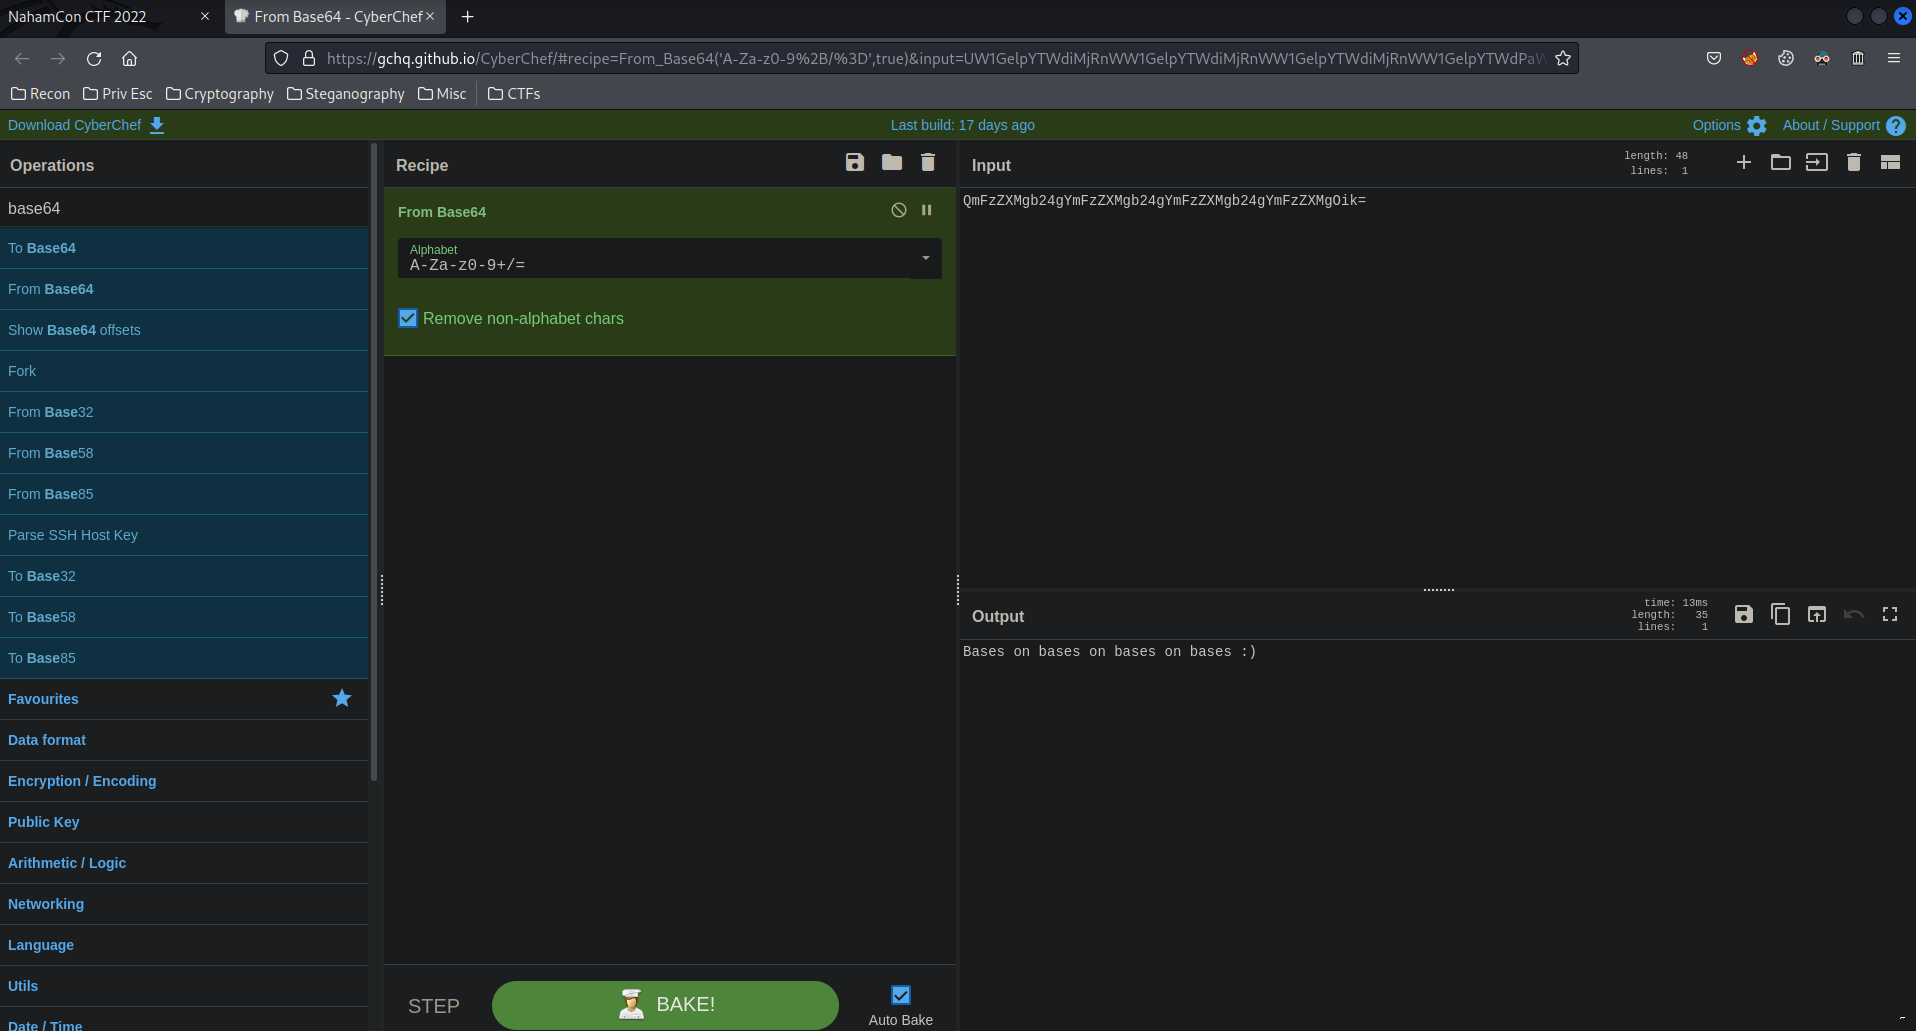 NahamCon CTF 2022
From Base64 - CyberChef
https://gchq.github.io/CyberChef/#recipe=From_Base64('A-Za-z0-9%2B/%3D',true)&input=UW1GelpYTWdiMjRnWW1GelpYTWdiMjRnWW1GelpYTWdiMjRnWW1GelpYTWdPaW
Recon Priv Esc Cryptography Steganography Misc CTFs
Download CyberChef
Last build: 17 days ago
Options
About / Support
Operations
base64
To Base64
From Base64
Show Base64 offsets
Fork
From Base32
From Base58
From Base85
Parse SSH Host Key
To Base32
To Base58
To Base85
Favourites
Data format
Encryption / Encoding
Public Key
Arithmetic / Logic
Networking
Language
Utils
Date / Time
Recipe
From Base64
Alphabet
A-Za-z0-9+/=
Remove non-alphabet chars
STEP
BAKE!
Auto Bake
Input
length: 48
lines: 1
QmFzZXMgb24gYmFzZXMgb24gYmFzZXMgb24gYmFzZXMgOik=
Output
time: 13ms
length: 35
lines: 1
Bases on bases on bases on bases :)